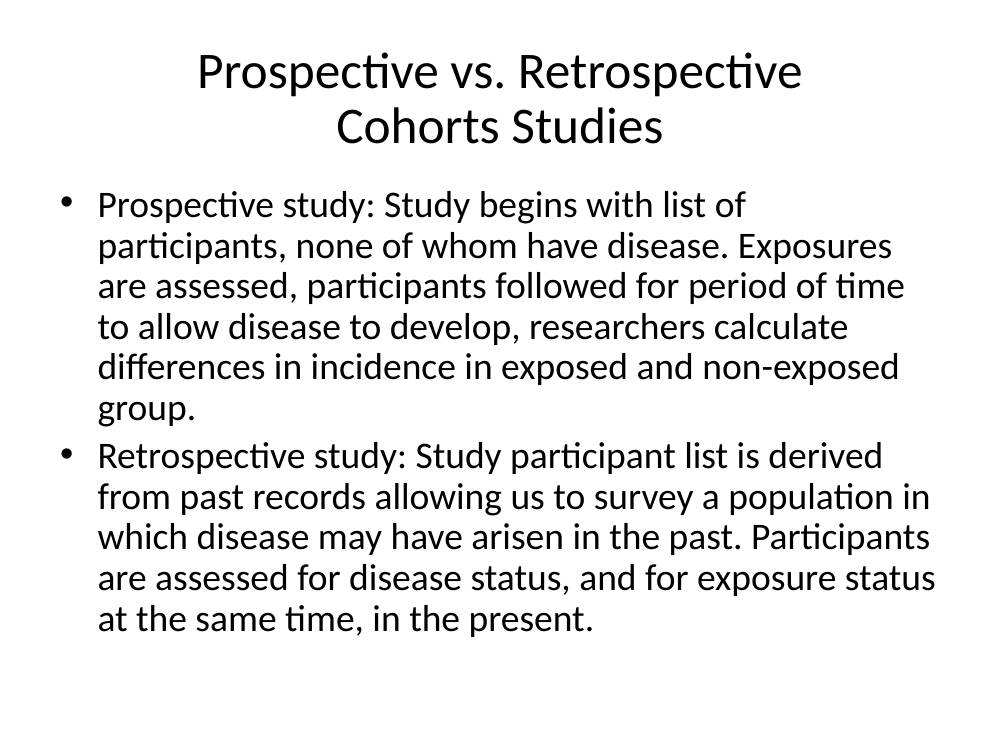 Prospective vs. Retrospective
Cohorts Studies
• Prospective study: Study begins with list of
participants, none of whom have disease. Exposures
are assessed, participants followed for period of time
to allow disease to develop, researchers calculate
differences in incidence in exposed and non-exposed
group.
• Retrospective study: Study participant list is derived
from past records allowing us to survey a population in
which disease may have arisen in the past. Participants
are assessed for disease status, and for exposure status
at the same time, in the present.